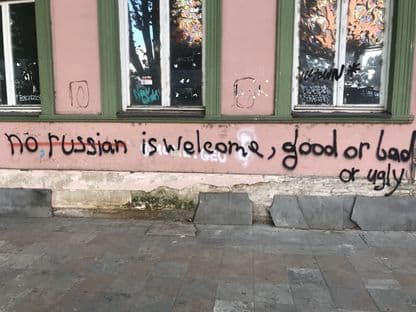 no russian is welcome, good or bad
or ugly